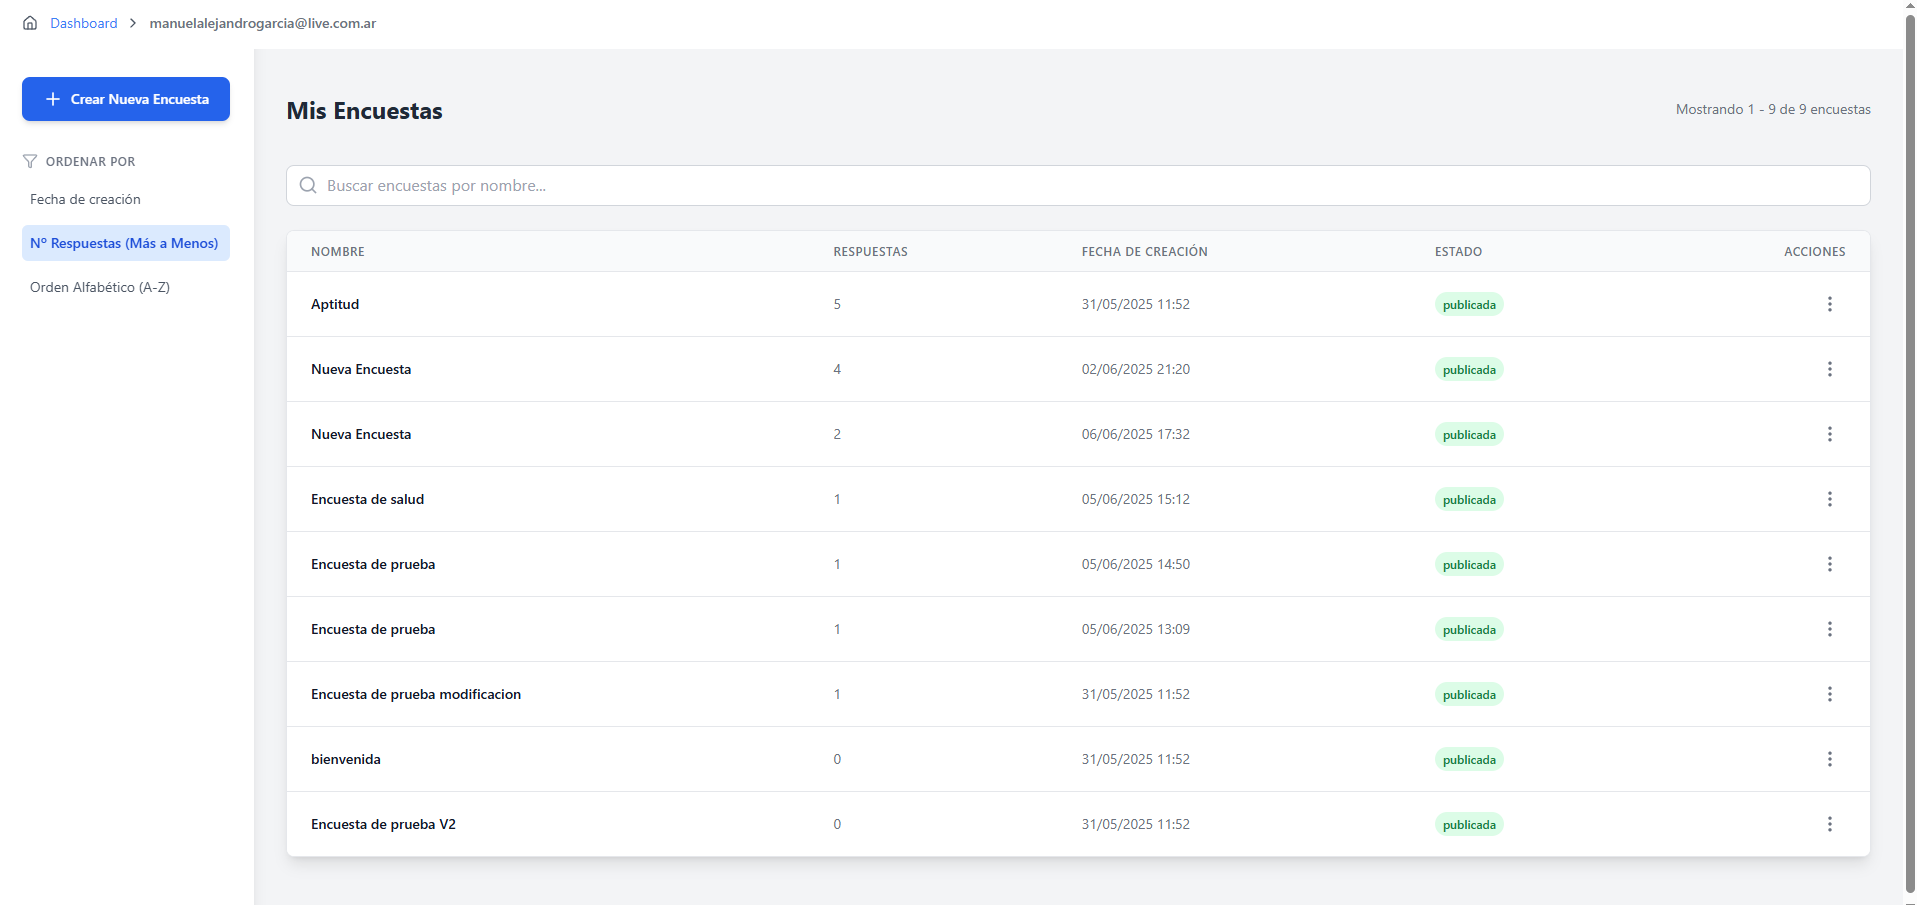 Dashboard > manuelalejandrogarcia@live.com.ar
Crear Nueva Encuesta
ORDENAR POR
Fecha de creación
Nº Respuestas (Más a Menos)
Orden Alfabético (A-Z)
Mis Encuestas
Mostrando 1 - 9 de 9 encuestas
Buscar encuestas por nombre...
NOMBRE RESPUESTAS FECHA DE CREACIÓN ESTADO ACCIONES
Aptitud 5 31/05/2025 11:52 publicada
Nueva Encuesta 4 02/06/2025 21:20 publicada
Nueva Encuesta 2 06/06/2025 17:32 publicada
Encuesta de salud 1 05/06/2025 15:12 publicada
Encuesta de prueba 1 05/06/2025 14:50 publicada
Encuesta de prueba 1 05/06/2025 13:09 publicada
Encuesta de prueba modificacion 1 31/05/2025 11:52 publicada
bienvenida 0 31/05/2025 11:52 publicada
Encuesta de prueba V2 0 31/05/2025 11:52 publicada